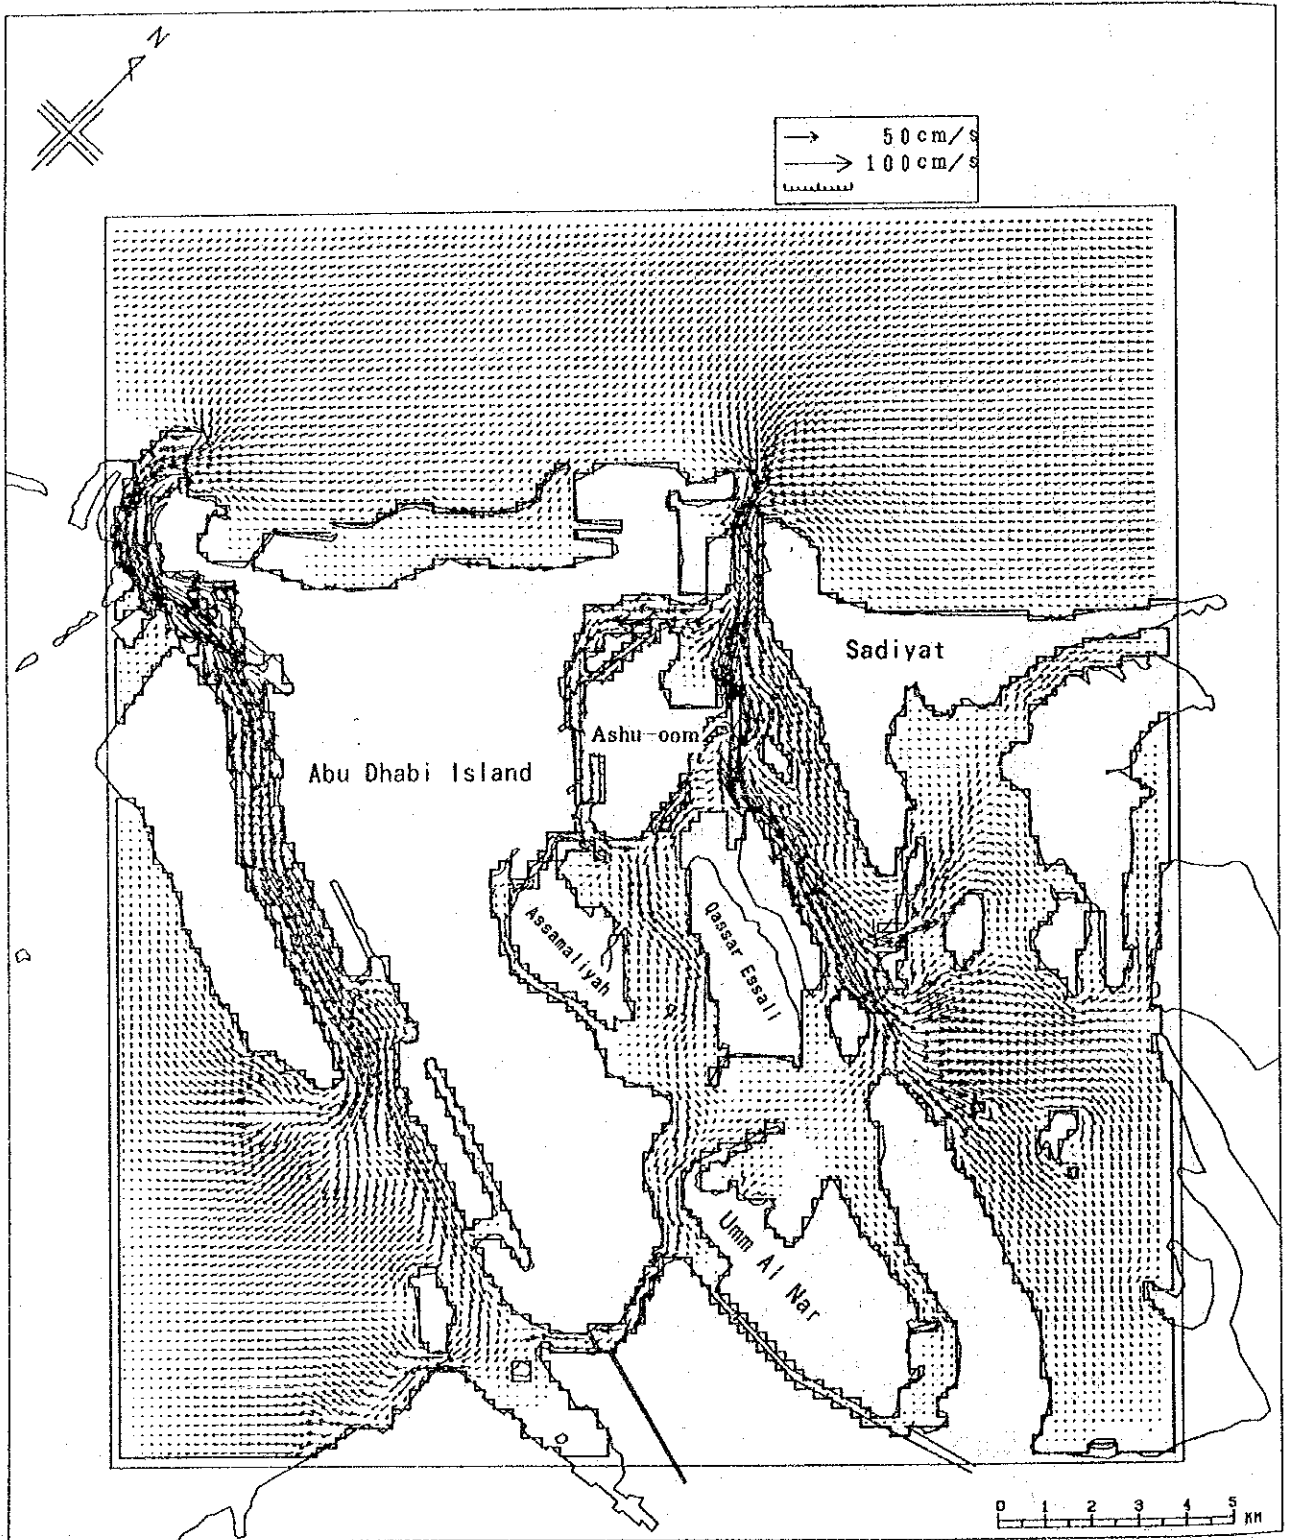 N
50cm/s
100cm/s
Sadiyat
Ashu-oom
Abu Dhabi Island
Assamaliyah
Qassar Essali
Umm Al Nar
0 1 2 3 4 5
KM